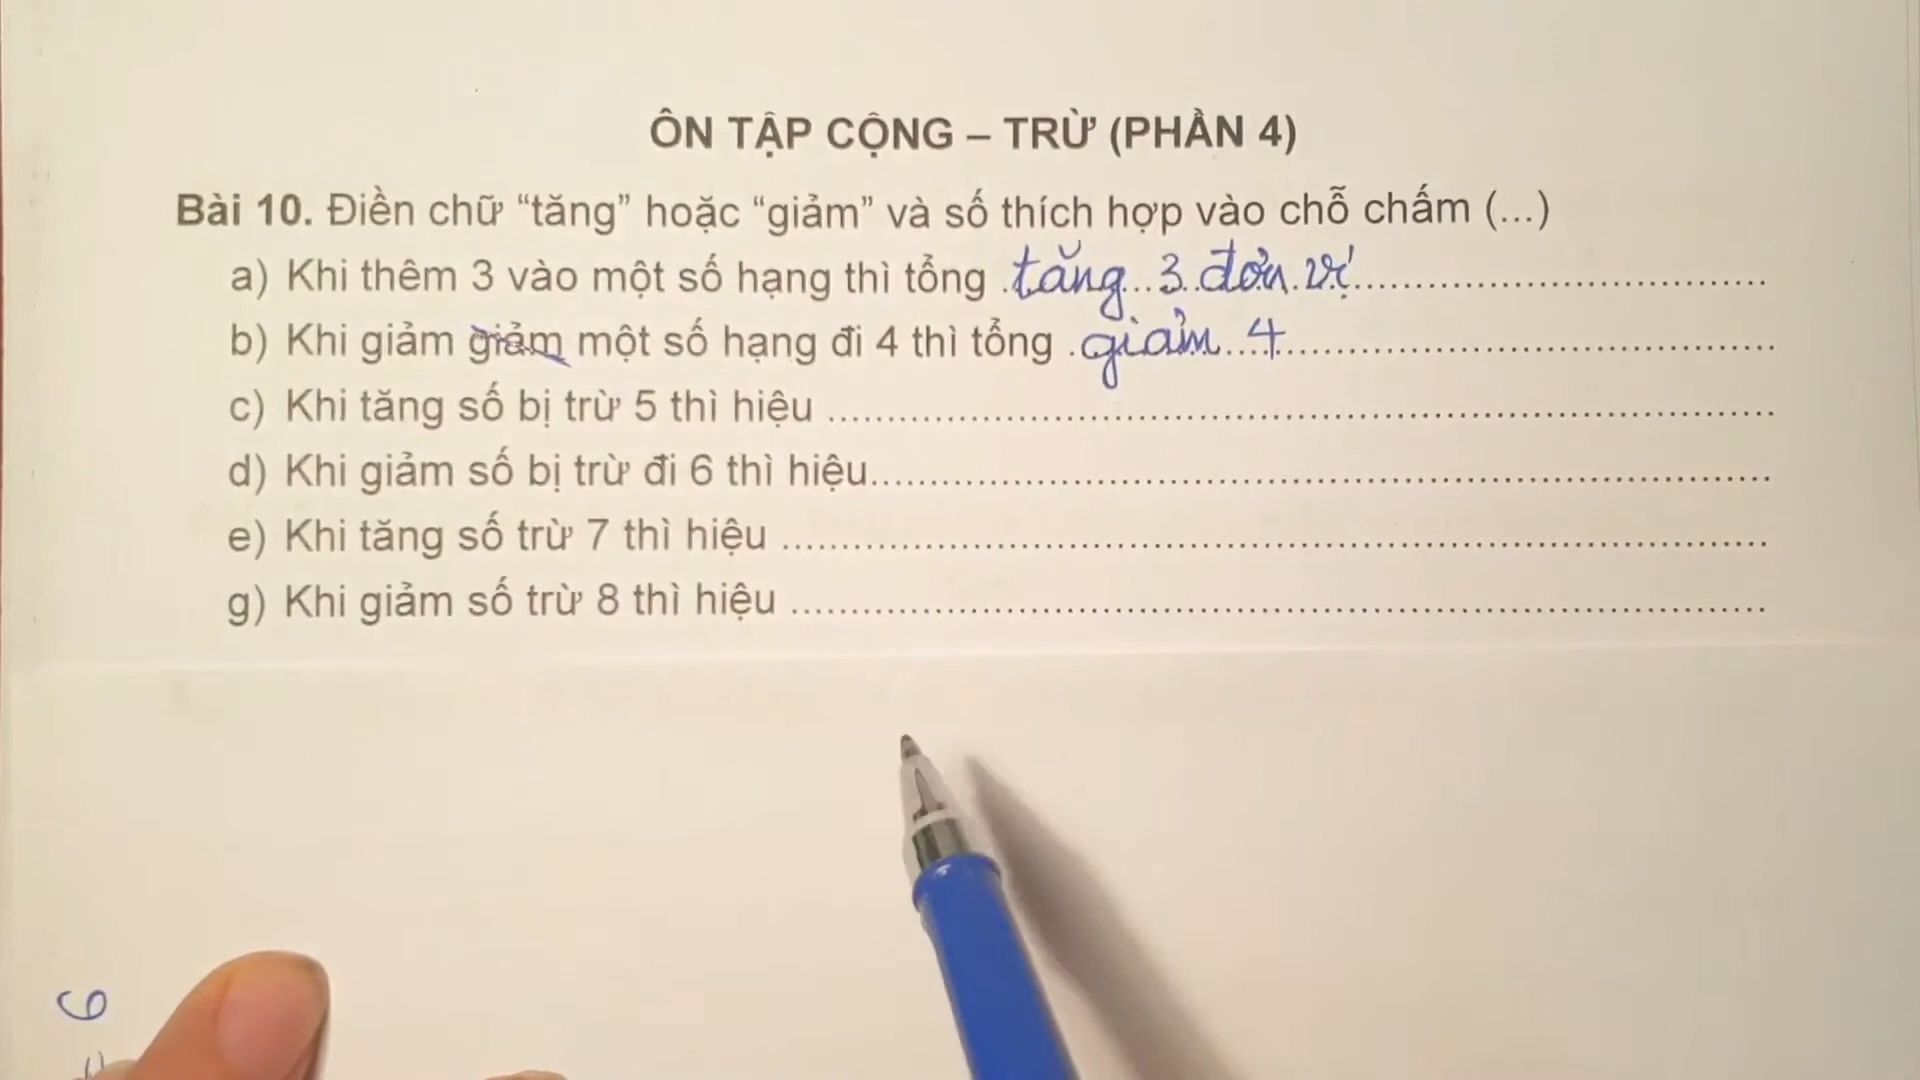 ÔN TẬP CỘNG – TRỪ (PHẦN 4)
Bài 10. Điền chữ “tăng” hoặc “giảm” và số thích hợp vào chỗ chấm (...)
a) Khi thêm 3 vào một số hạng thì tổng tăng 3 đơn vị
b) Khi giảm giảm một số hạng đi 4 thì tổng giảm 4
c) Khi tăng số bị trừ 5 thì hiệu ........
d) Khi giảm số bị trừ đi 6 thì hiệu........
e) Khi tăng số trừ 7 thì hiệu ........
g) Khi giảm số trừ 8 thì hiệu ........